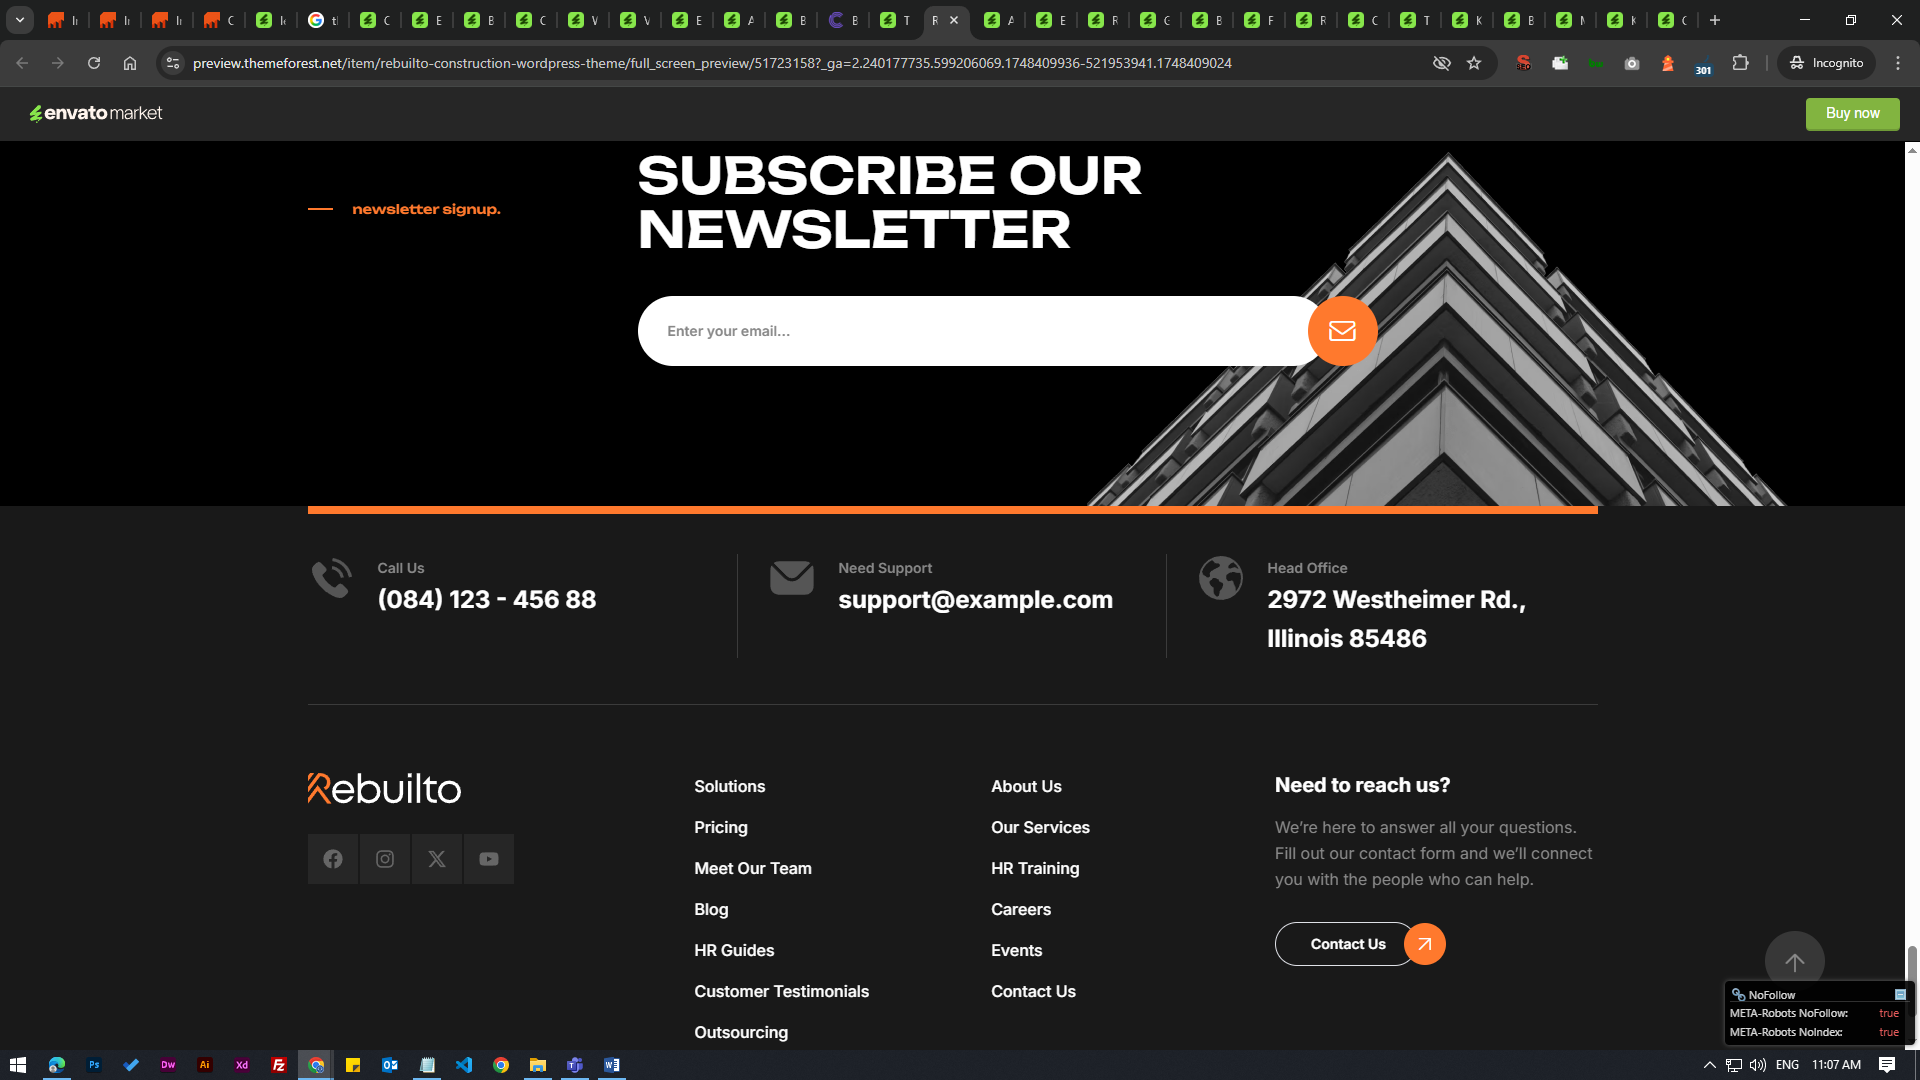 preview.themeforest.net/item/rebuilto-construction-wordpress-theme/full_screen_preview/51723158?_ga=2.240177735.599206069.1748409936-521953941.1748409024
301
Incognito
envato market
Buy now
SUBSCRIBE OUR
NEWSLETTER
newsletter signup.
Enter your email...
Call Us
(084) 123 - 456 88
Need Support
support@example.com
Head Office
2972 Westheimer Rd.,
Illinois 85486
Rebuilto
Solutions
Pricing
Meet Our Team
Blog
HR Guides
Customer Testimonials
Outsourcing
About Us
Our Services
HR Training
Careers
Events
Contact Us
Need to reach us?
We're here to answer all your questions.
Fill out our contact form and we'll connect
you with the people who can help.
Contact Us
NoFollow
META-Robots NoFollow: true
META-Robots NoIndex: true
ENG
11:07 AM